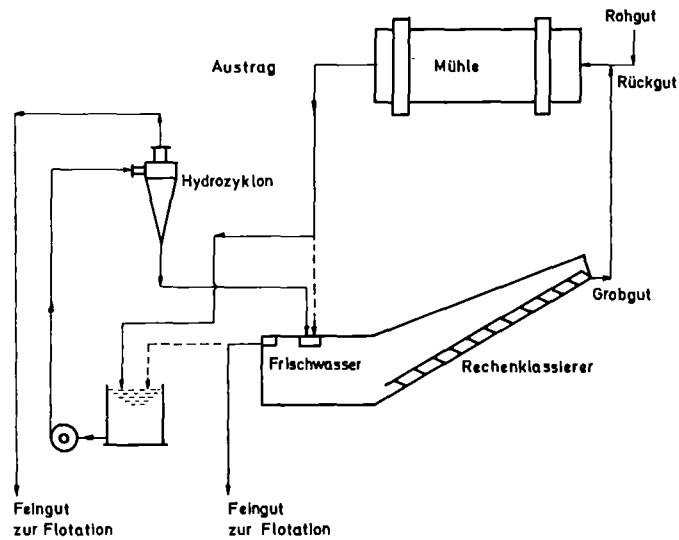 Rohgut
Austrag
Mühle
Rückgut
Hydrozyklon
Grobgut
Frischwasser
Rechenklassierer
Feingut
zur Flotation
Feingut
zur Flotation